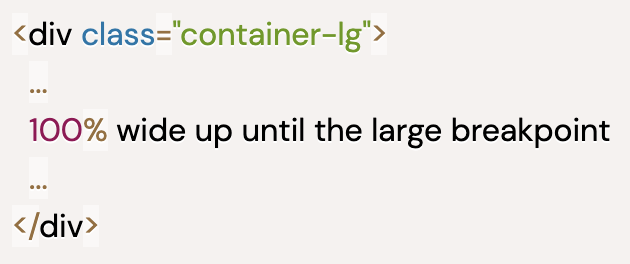 <div class="container-lg">
…
100% wide up until the large breakpoint
…
</div>